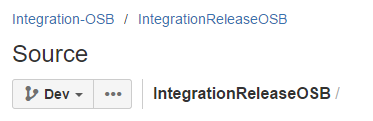 Integration-OSB / IntegrationReleaseOSB
Source
Dev ••• IntegrationReleaseOSB /